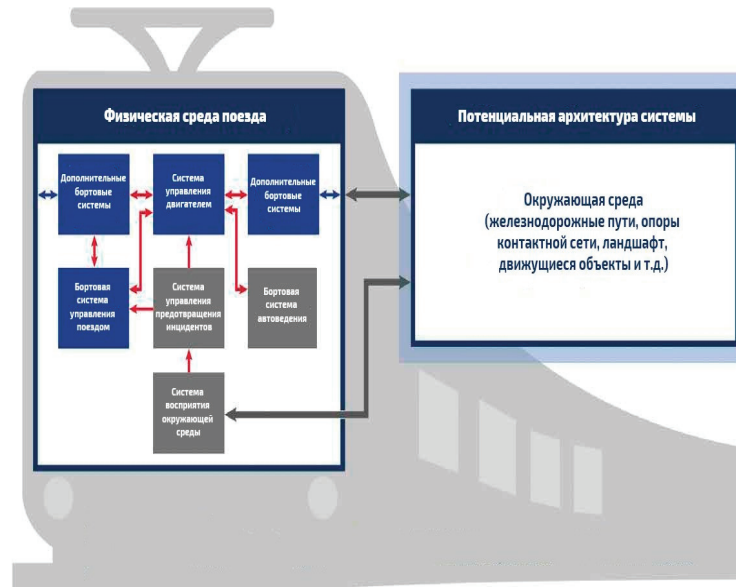 Физическая среда поезда
Дополнительные
бортовые
системы
Система
управления
двигателем
Дополнительные
бортовые
системы
Бортовая
система
управления
поездом
Система
управления
предотвращения
инцидентов
Бортовая
система
автоведения
Система
восприятия
окружающей
среды
Потенциальная архитектура системы
Окружающая среда
(железнодорожные пути, опоры
контактной сети, ландшафт,
движущиеся объекты и т.д.)